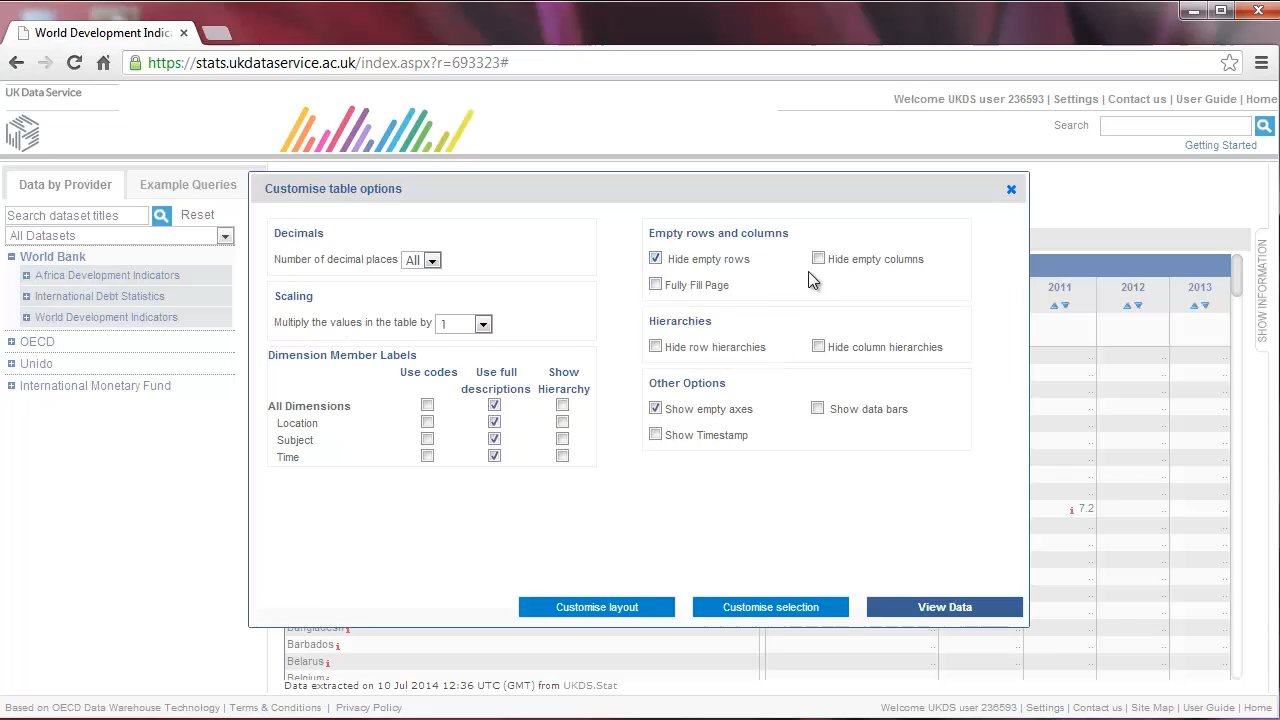 World Development Indic
https://stats.ukdataservice.ac.uk/index.aspx?r=693323#
UK Data Service
Welcome UKDS user 236593 | Settings | Contact us | User Guide | Home
Search
Getting Started
Data by Provider
Example Queries
Search dataset titles
Reset
All Datasets
World Bank
Africa Development Indicators
International Debt Statistics
World Development Indicators
OECD
Unido
International Monetary Fund
Customise table options
Decimals
Number of decimal places All
Scaling
Multiply the values in the table by 1
Dimension Member Labels
Use codes Use full descriptions Show Hierarchy
All Dimensions
Location
Subject
Time
Empty rows and columns
Hide empty rows Hide empty columns
Fully Fill Page
Hierarchies
Hide row hierarchies Hide column hierarchies
Other Options
Show empty axes Show data bars
Show Timestamp
Customise layout Customise selection View Data
2011 2012 2013
i 7.2
SHOW INFORMATION
Bangladesh i
Barbados i
Belarus i
Belgium
Data extracted on 10 Jul 2014 12:36 UTC (GMT) from UKDS.Stat
Based on OECD Data Warehouse Technology | Terms & Conditions | Privacy Policy
Welcome UKDS user 236593 | Settings | Contact us | Site Map | User Guide | Home